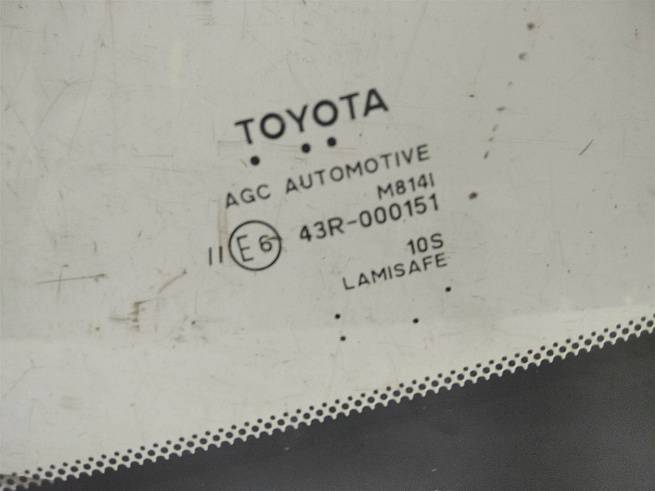 TOYOTA
AGC AUTOMOTIVE
M814I
II E6 43R-000151
10S
LAMISAFE